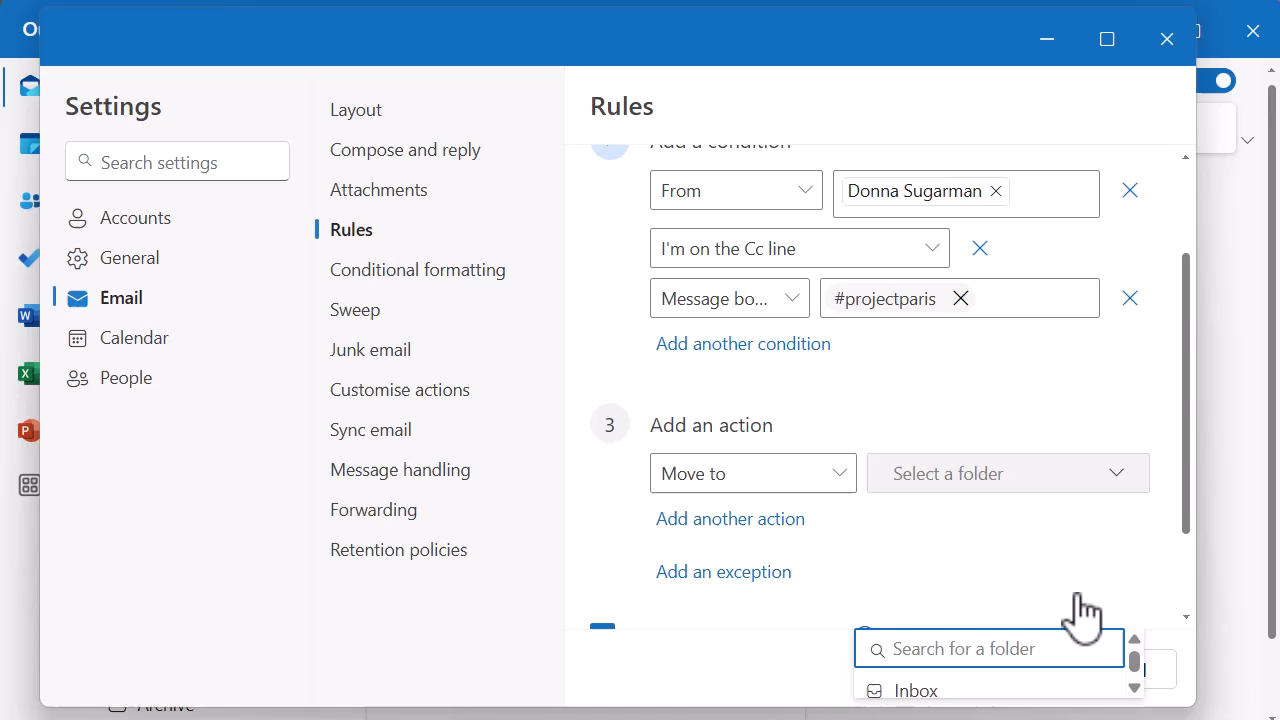 Settings
Search settings
Accounts
General
Email
Calendar
People
Layout
Compose and reply
Attachments
Rules
Conditional formatting
Sweep
Junk email
Customise actions
Sync email
Message handling
Forwarding
Retention policies
Rules
Add a condition
From
Donna Sugarman
I'm on the Cc line
Message bo...
#projectparis
Add another condition
3
Add an action
Move to
Select a folder
Add another action
Add an exception
Search for a folder
Inbox
Archive